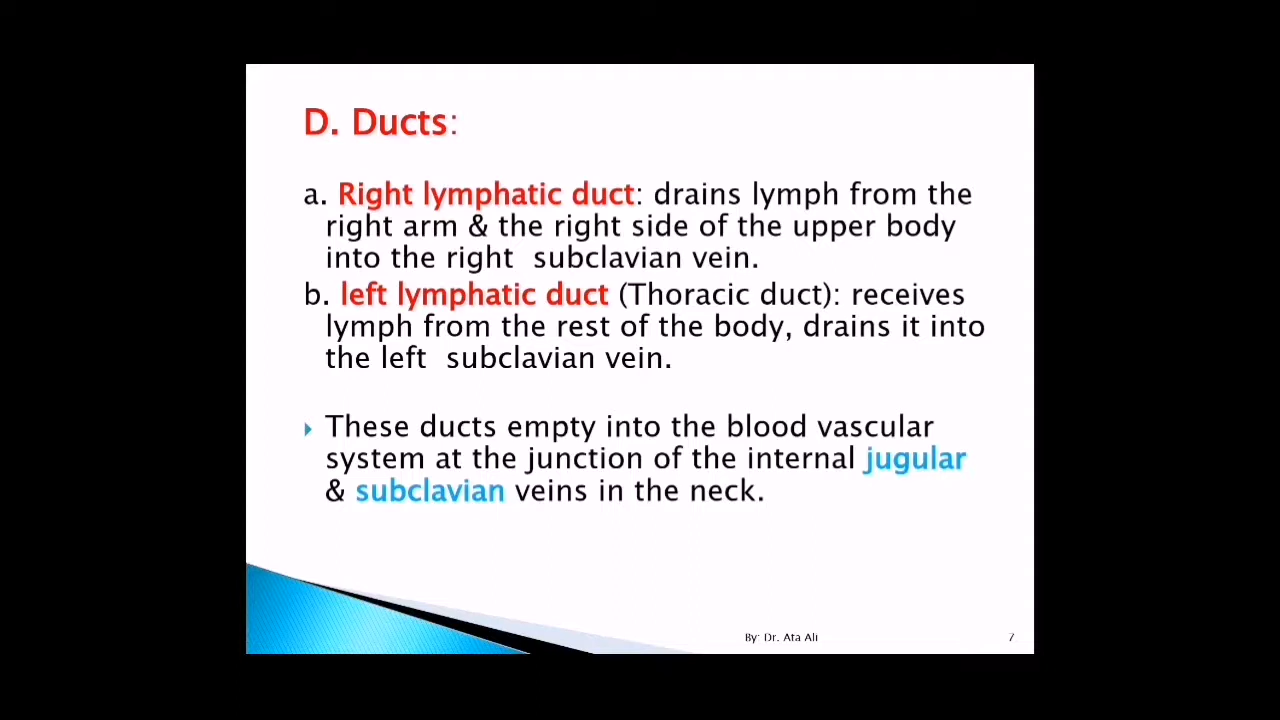 D. Ducts:
a. Right lymphatic duct: drains lymph from the
right arm & the right side of the upper body
into the right subclavian vein.
b. left lymphatic duct (Thoracic duct): receives
lymph from the rest of the body, drains it into
the left subclavian vein.
These ducts empty into the blood vascular
system at the junction of the internal jugular
& subclavian veins in the neck.
By: Dr. Ata Ali 7